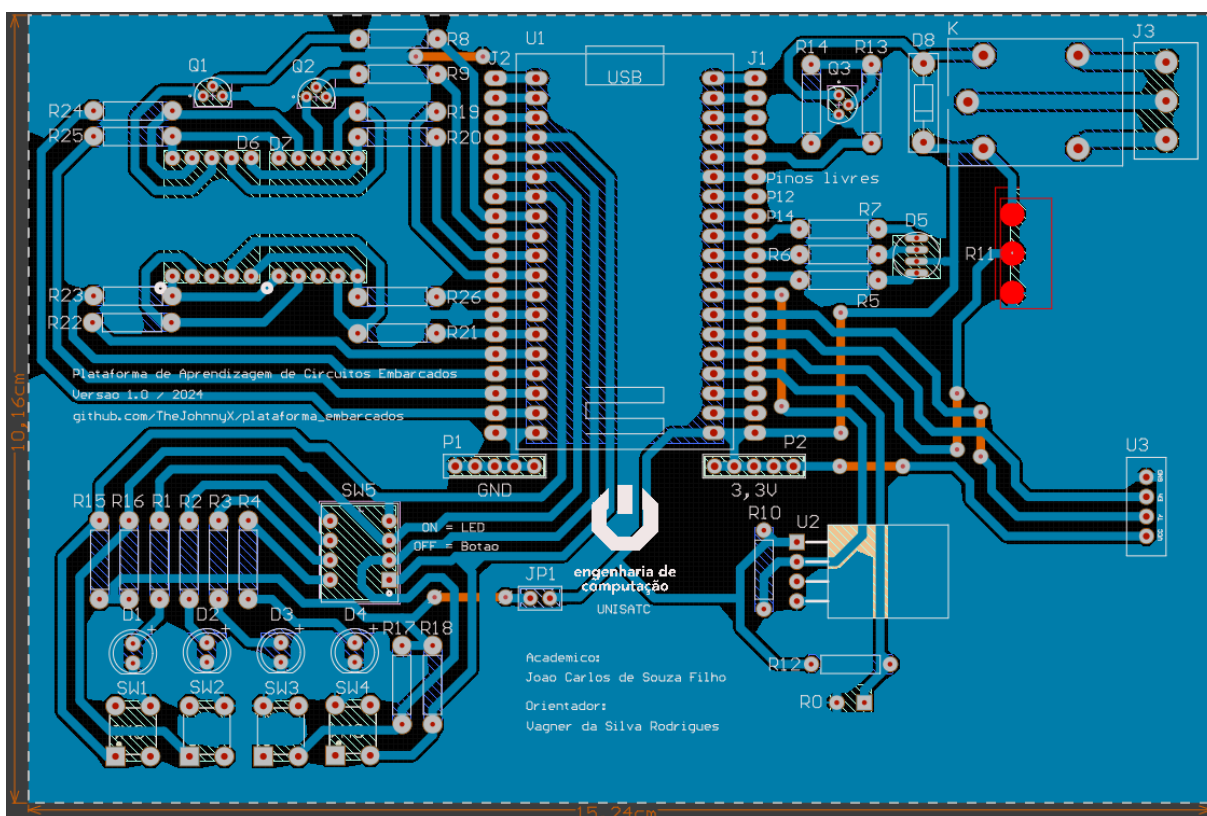 R8
U1
J2
USB
J1
R14
R13
Q3
D8
K
J3
Q1
Q2
R9
R24
R19
R25
D6
D7
R20
Pinos livres
P12
P14
R7
D5
R6
R11
R5
R23
R26
R22
R21
Plataforma de Aprendizagem de Circuitos Embarcados
Versao 1.0 / 2024
github.com/TheJohnnyX/plataforma_embarcados
10,16cm
P1
GND
P2
3,3V
U3
GND
Eh
Tr
VCC
R15
R16
R1
R2
R3
R4
SW5
ON = LED
OFF = Botao
R10
U2
engenharia de
computação
UNISATC
JP1
D1
+
D2
+
D3
+
D4
+
R17
R18
R12
SW1
SW2
SW3
SW4
R0
Academico:
Joao Carlos de Souza Filho
Orientador:
Vagner da Silva Rodrigues
15,24cm